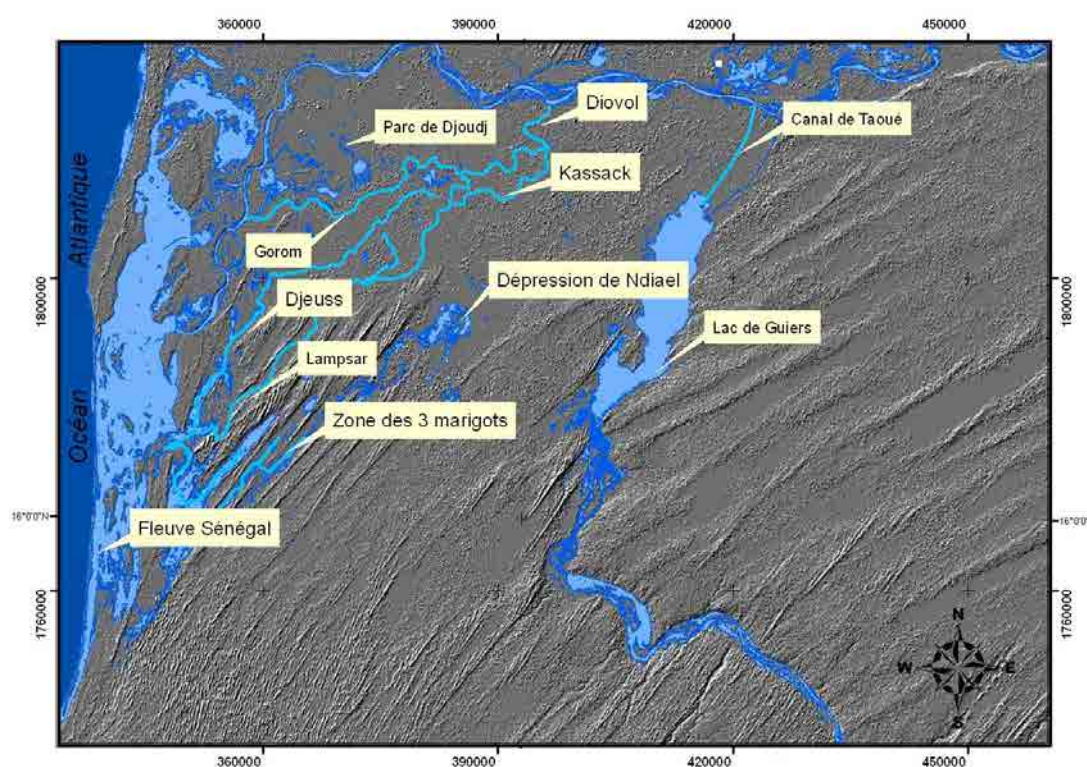 360000 390000 420000 450000
Diovol
Parc de Djoudj
Canal de Taoué
Kassack
Atlantique
Gorom
Dépression de Ndiael
1800000
1800000
Djeuss
Lac de Guiers
Lampsar
Océan
Zone des 3 marigots
16°0'0"N
16°0'0"
Fleuve Sénégal
1760000
1760000
N
W E
S
360000 390000 420000 450000